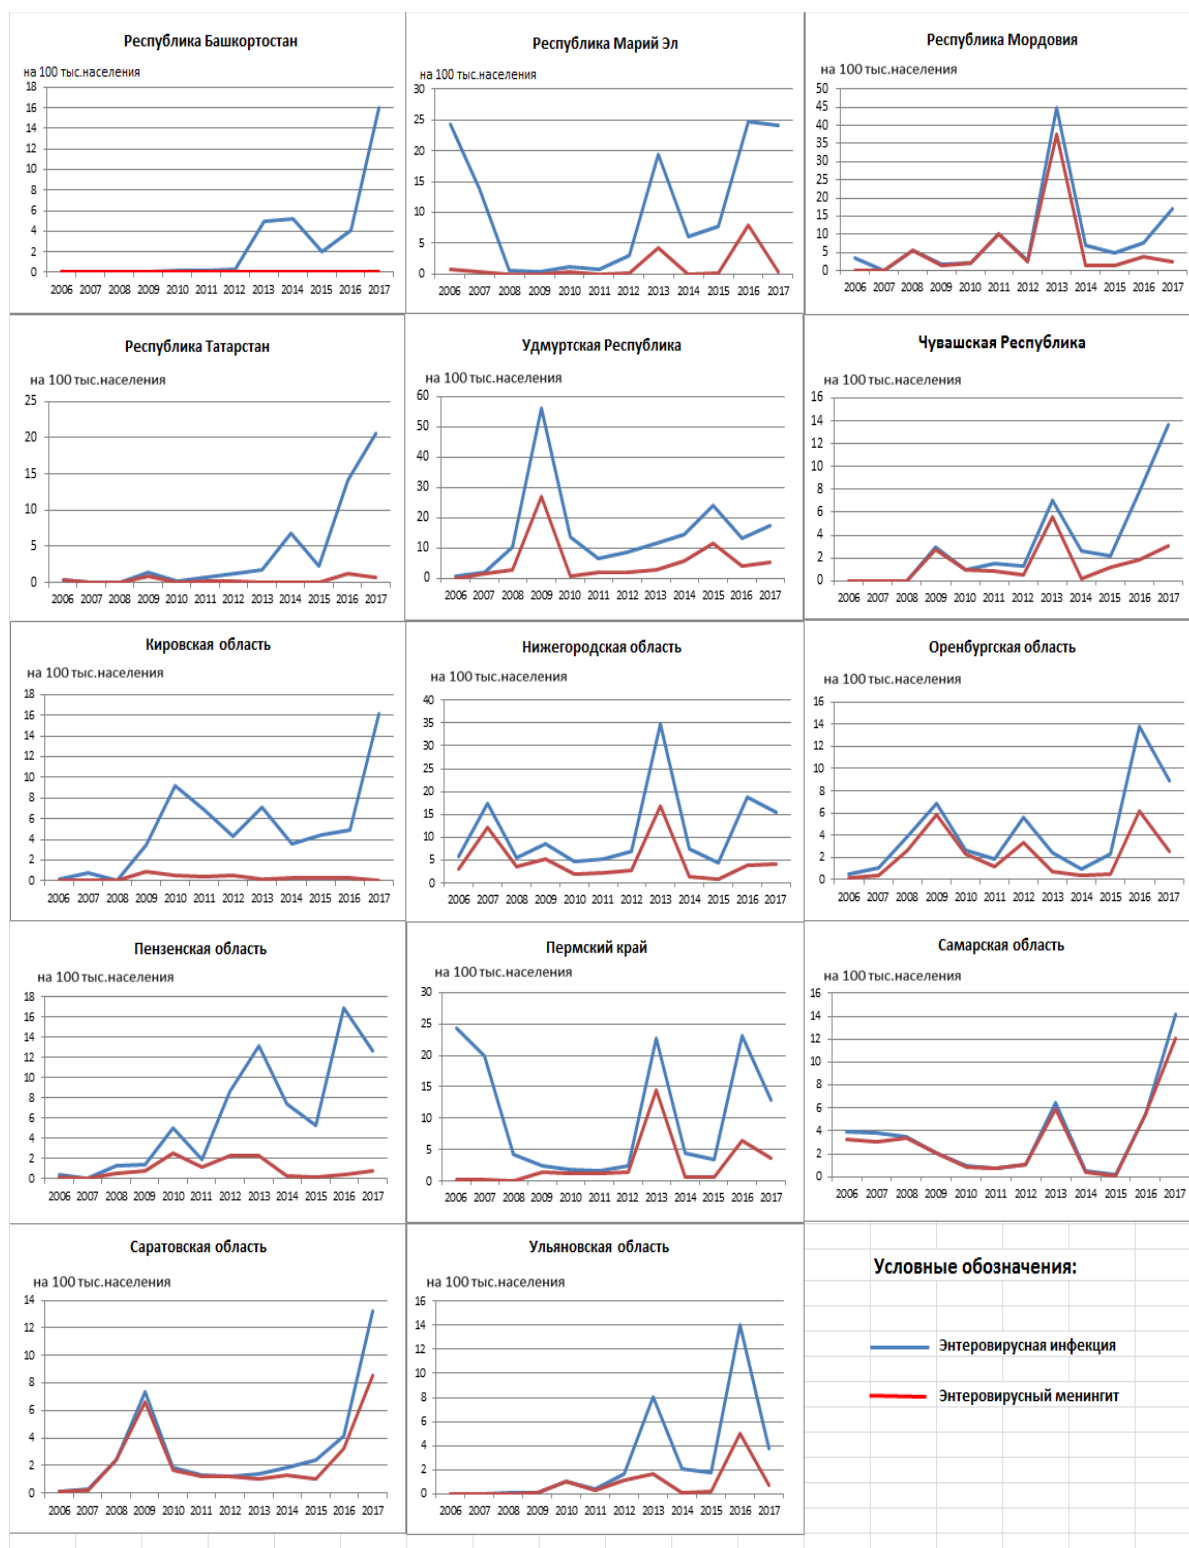 Республика Башкортостан
на 100 тыс.населения
18
16
14
12
10
8
6
4
2
0
2006 2007 2008 2009 2010 2011 2012 2013 2014 2015 2016 2017
Республика Марий Эл
на 100 тыс.населения
30
25
20
15
10
5
0
2006 2007 2008 2009 2010 2011 2012 2013 2014 2015 2016 2017
Республика Мордовия
на 100 тыс.населения
50
45
40
35
30
25
20
15
10
5
0
2006 2007 2008 2009 2010 2011 2012 2013 2014 2015 2016 2017
Республика Татарстан
на 100 тыс.населения
25
20
15
10
5
0
2006 2007 2008 2009 2010 2011 2012 2013 2014 2015 2016 2017
Удмуртская Республика
на 100 тыс.населения
60
50
40
30
20
10
0
2006 2007 2008 2009 2010 2011 2012 2013 2014 2015 2016 2017
Чувашская Республика
на 100 тыс.населения
16
14
12
10
8
6
4
2
0
2006 2007 2008 2009 2010 2011 2012 2013 2014 2015 2016 2017
Кировская область
на 100 тыс.населения
18
16
14
12
10
8
6
4
2
0
2006 2007 2008 2009 2010 2011 2012 2013 2014 2015 2016 2017
Нижегородская область
на 100 тыс.населения
40
35
30
25
20
15
10
5
0
2006 2007 2008 2009 2010 2011 2012 2013 2014 2015 2016 2017
Оренбургская область
на 100 тыс.населения
16
14
12
10
8
6
4
2
0
2006 2007 2008 2009 2010 2011 2012 2013 2014 2015 2016 2017
Пензенская область
на 100 тыс.населения
18
16
14
12
10
8
6
4
2
0
2006 2007 2008 2009 2010 2011 2012 2013 2014 2015 2016 2017
Пермский край
на 100 тыс.населения
30
25
20
15
10
5
0
2006 2007 2008 2009 2010 2011 2012 2013 2014 2015 2016 2017
Самарская область
на 100 тыс.населения
16
14
12
10
8
6
4
2
0
2006 2007 2008 2009 2010 2011 2012 2013 2014 2015 2016 2017
Саратовская область
на 100 тыс.населения
14
12
10
8
6
4
2
0
2006 2007 2008 2009 2010 2011 2012 2013 2014 2015 2016 2017
Ульяновская область
на 100 тыс.населения
16
14
12
10
8
6
4
2
0
2006 2007 2008 2009 2010 2011 2012 2013 2014 2015 2016 2017
Условные обозначения:
Энтеровирусная инфекция
Энтеровирусный менингит